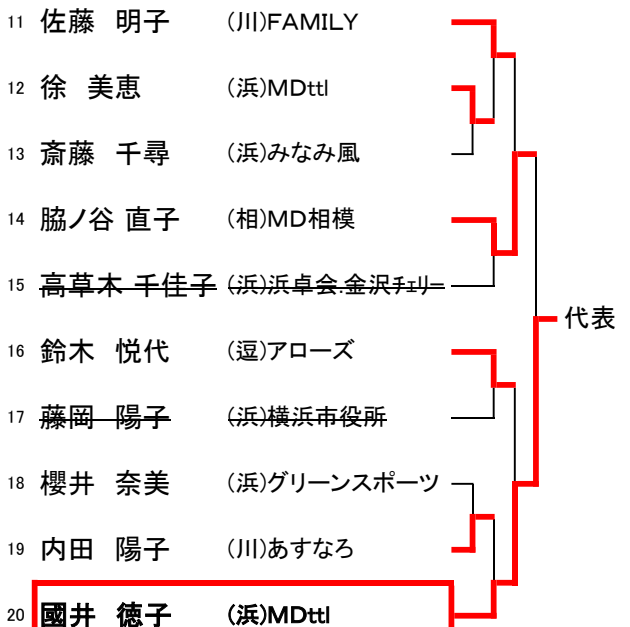 11 佐藤 明子 (川)FAMILY
12 徐 美恵 (浜)MDttl
13 斎藤 千尋 (浜)みなみ風
14 脇ノ谷 直子 (相)MD相模
15 高草木 千佳子 (浜)浜卓会.金沢ﾁｪﾘｰ
代表
16 鈴木 悦代 (逗)アローズ
17 藤岡 陽子 (浜)横浜市役所
18 櫻井 奈美 (浜)グリーンスポーツ
19 内田 陽子 (川)あすなろ
20 國井 徳子 (浜)MDttl